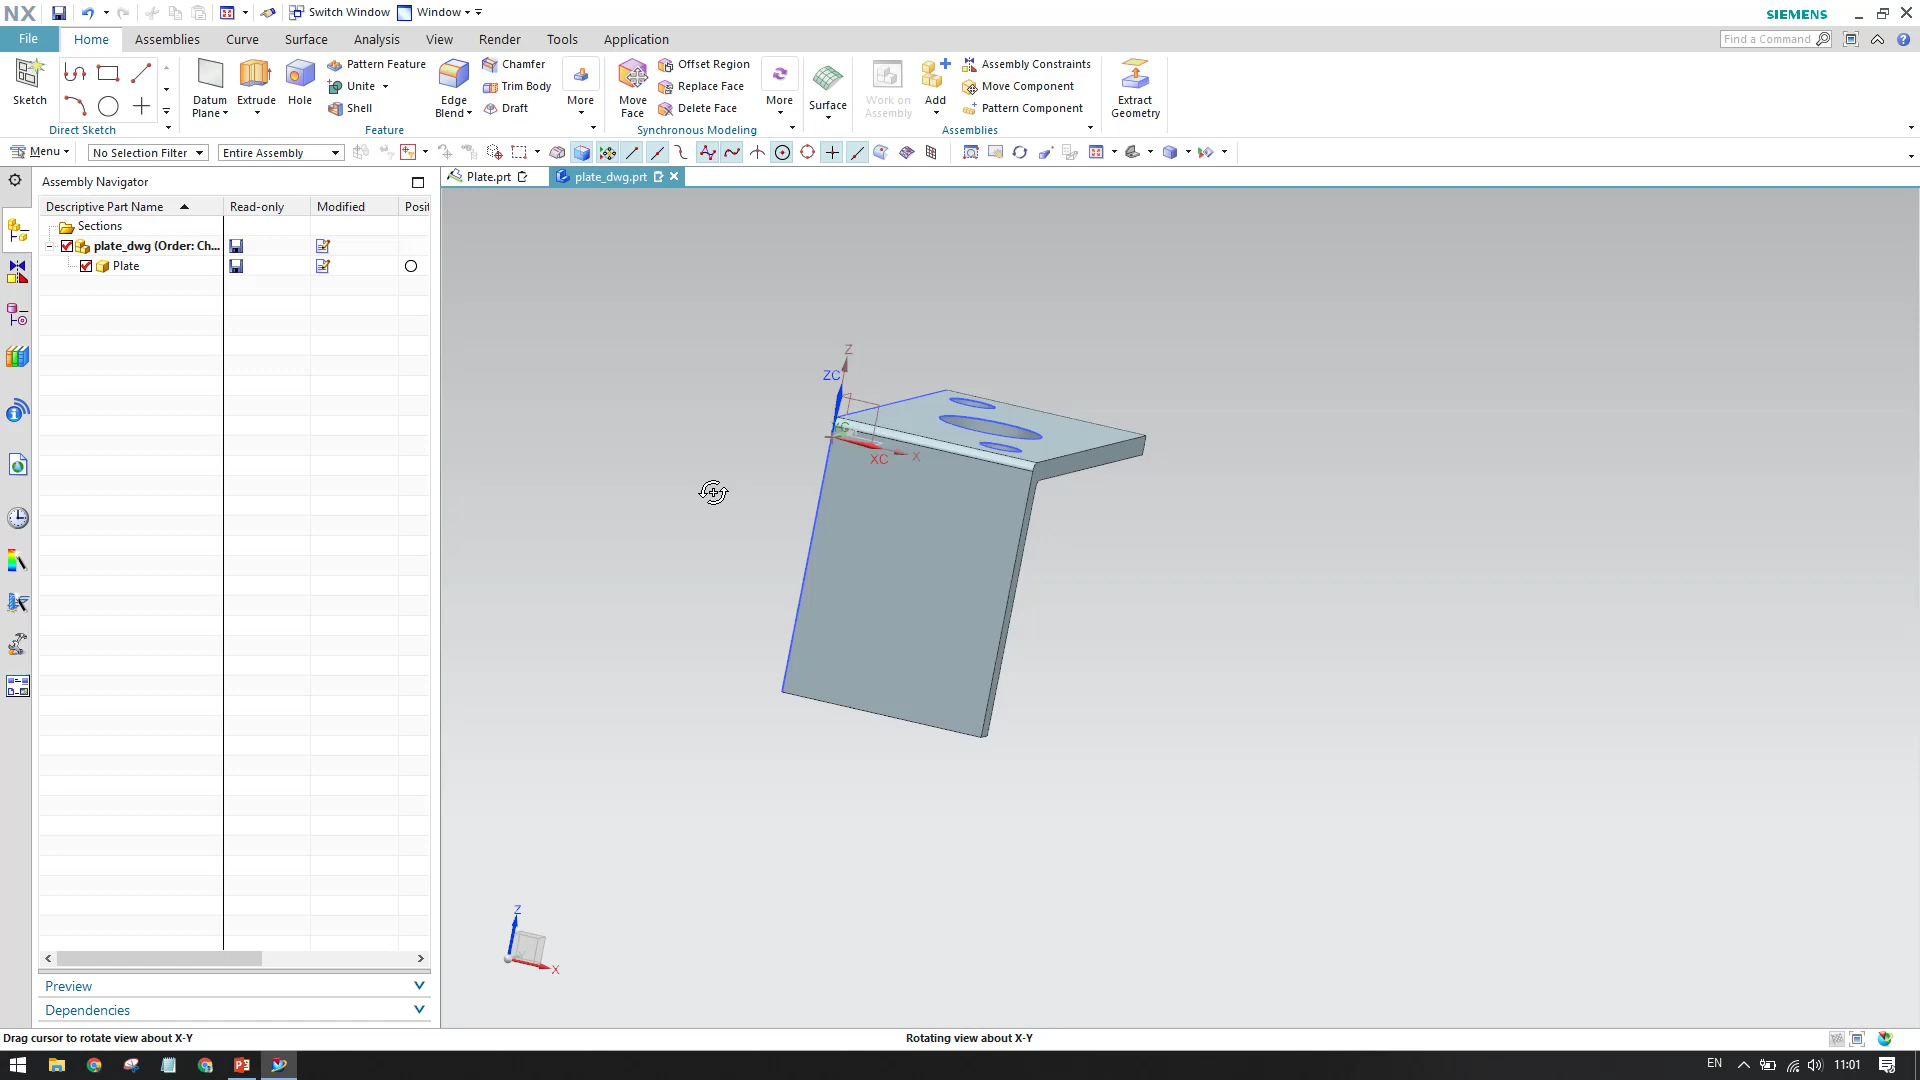 NX
Switch Window
Window
SIEMENS
File
Home
Assemblies
Curve
Surface
Analysis
View
Render
Tools
Application
Find a Command
Sketch
Direct Sketch
Datum
Plane
Extrude
Hole
Pattern Feature
Unite
Shell
Edge
Blend
Chamfer
Trim Body
Draft
More
Feature
Move
Face
Offset Region
Replace Face
Delete Face
More
Synchronous Modeling
Surface
Work on
Assembly
Add
Assembly Constraints
Move Component
Pattern Component
Assemblies
Extract
Geometry
Menu
No Selection Filter
Entire Assembly
Assembly Navigator
Plate.prt
plate_dwg.prt
Descriptive Part Name
Read-only
Modified
Posit
Sections
plate_dwg (Order: Ch...
Plate
Z
ZC
YC
XC
X
Z
X
Preview
Dependencies
Drag cursor to rotate view about X-Y
Rotating view about X-Y
EN
11:01